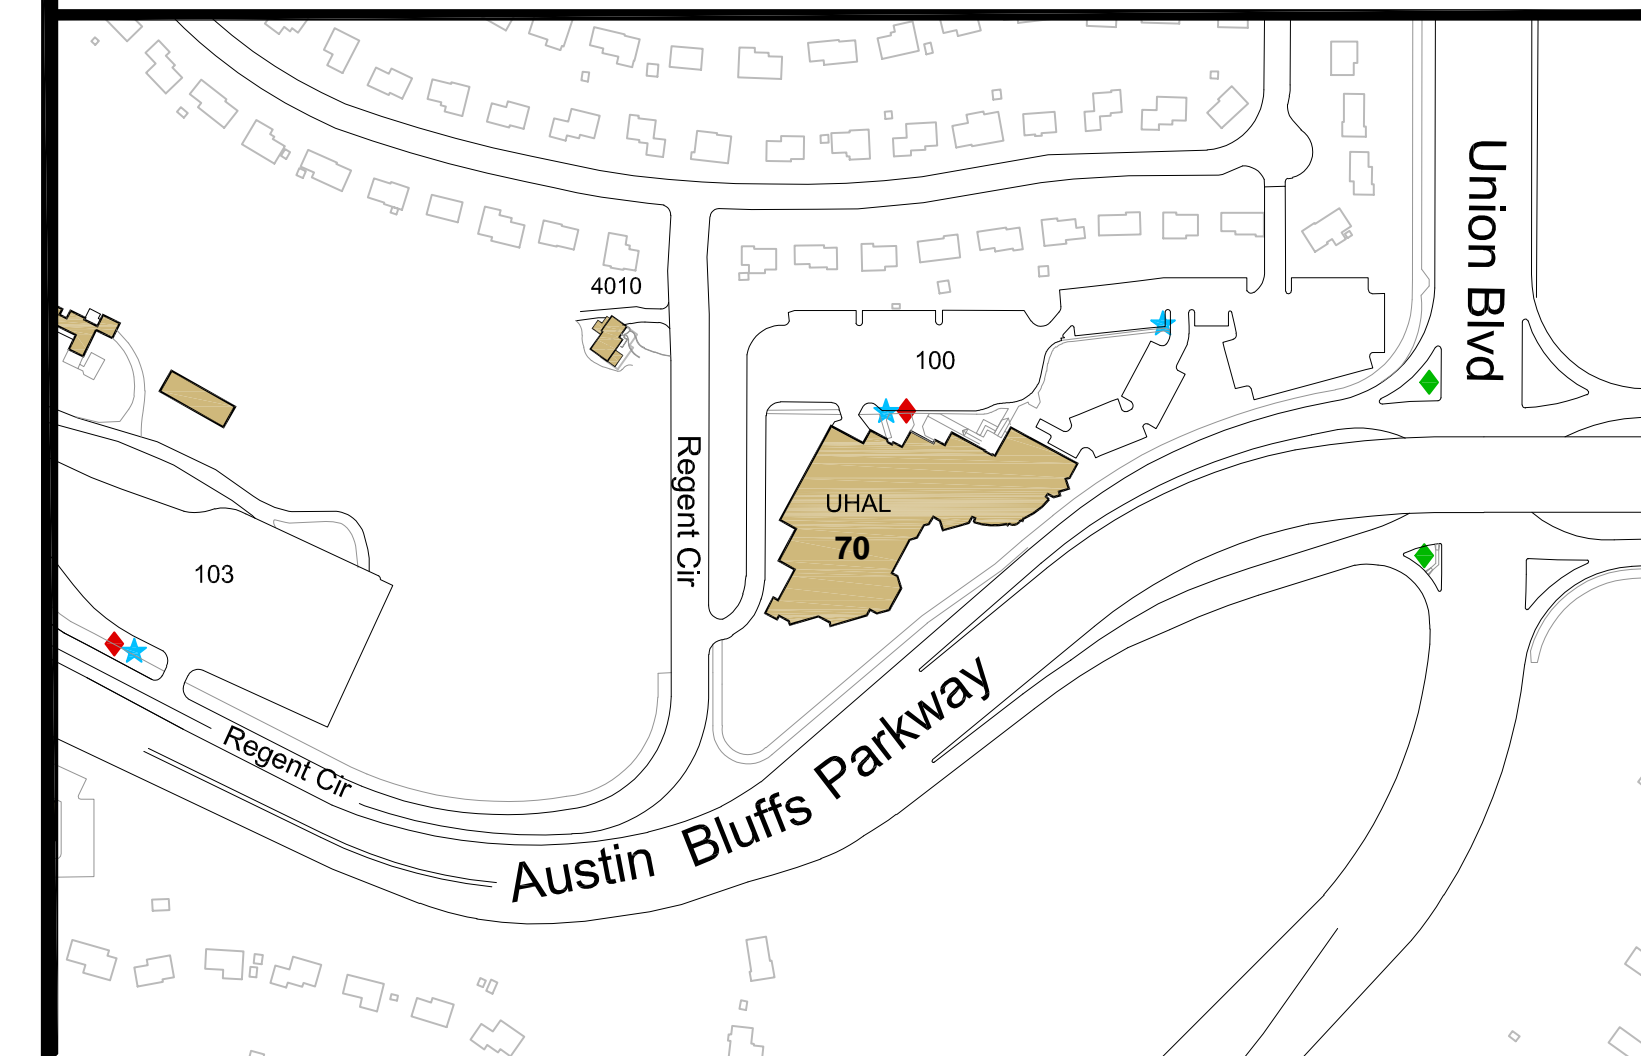 Union Blvd
4010
100
Regent Cir
UHAL
70
103
Regent Cir
Austin Bluffs Parkway